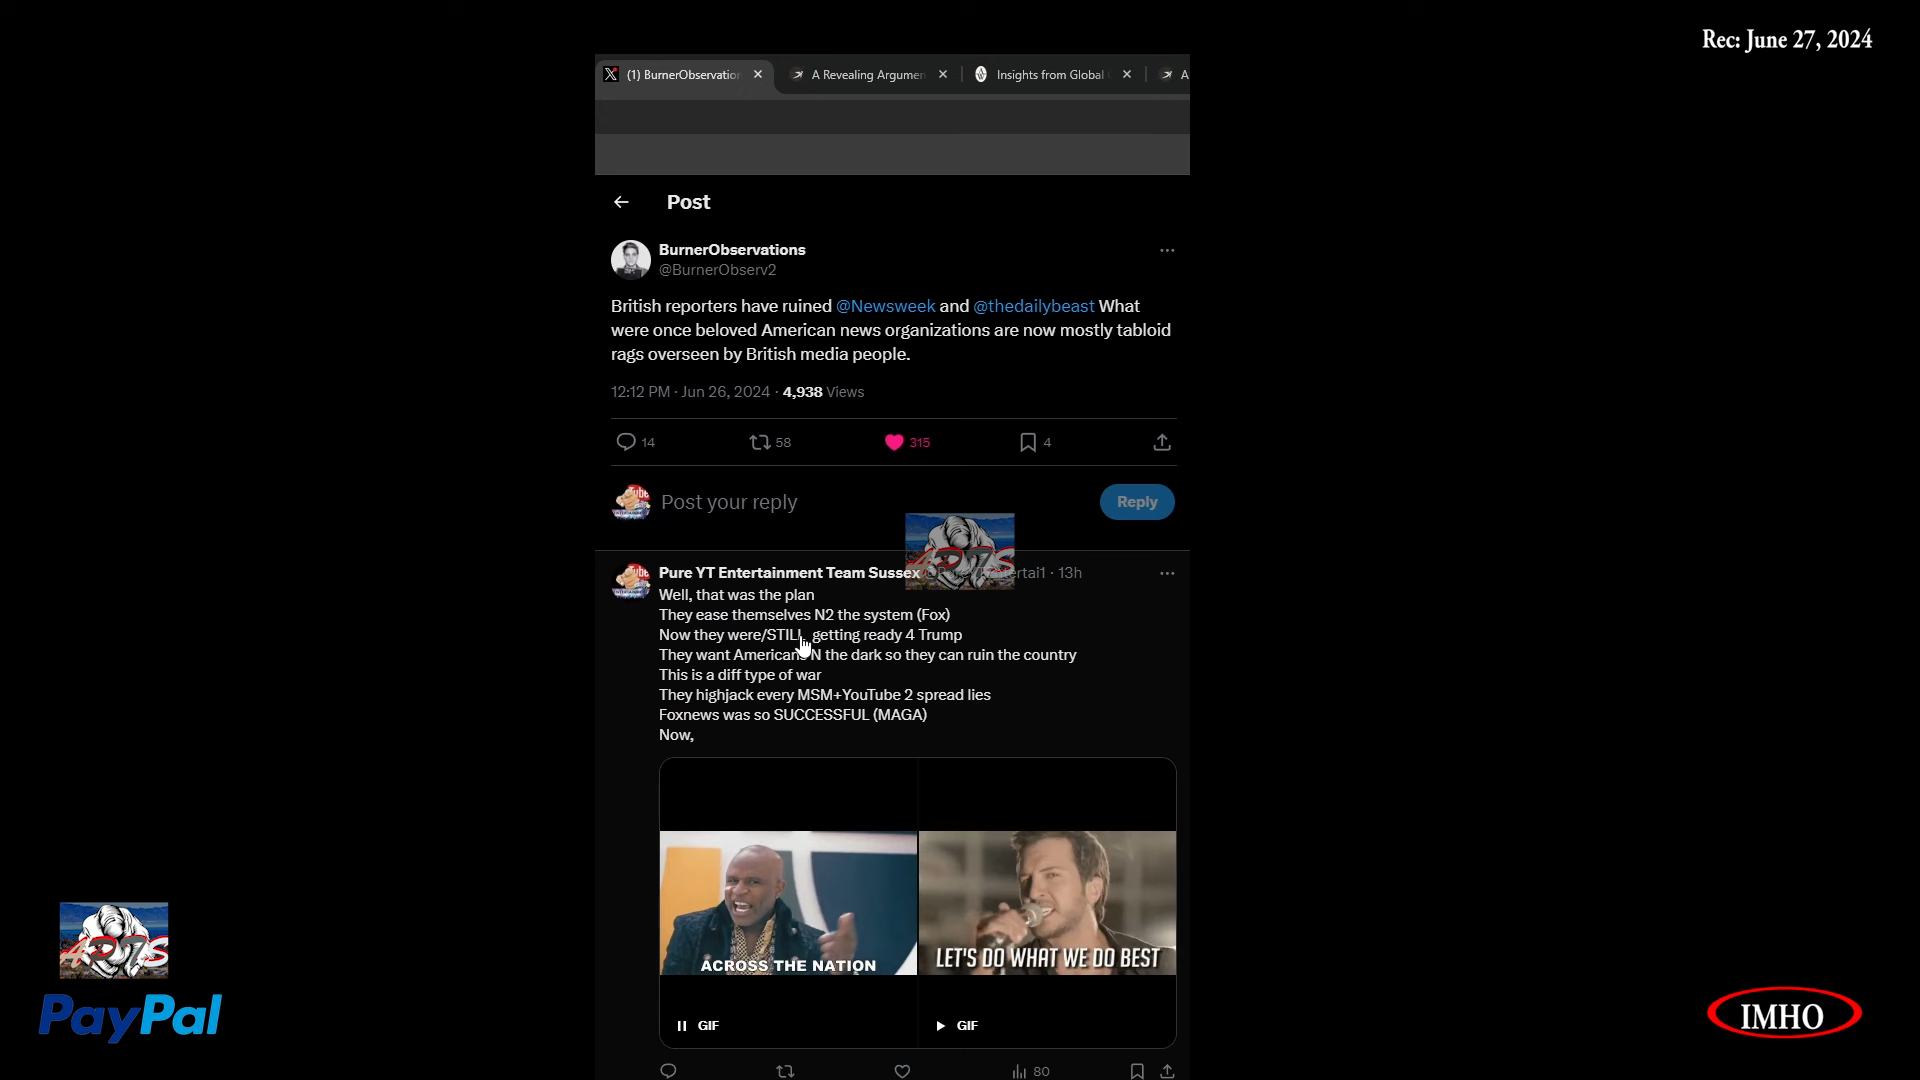 Rec: June 27, 2024
(1) BurnerObservation
A Revealing Argumen
Insights from Global
A
Post
BurnerObservations
@BurnerObserv2
British reporters have ruined @Newsweek and @thedailybeast What
were once beloved American news organizations are now mostly tabloid
rags overseen by British media people.
12:12 PM · Jun 26, 2024 · 4,938 Views
14 58 315 4
Post your reply
Reply
Pure YT Entertainment Team Sussex · 13h
Well, that was the plan
They ease themselves N2 the system (Fox)
Now they were/STILL getting ready 4 Trump
They want Americans N the dark so they can ruin the country
This is a diff type of war
They highjack every MSM+YouTube 2 spread lies
Foxnews was so SUCCESSFUL (MAGA)
Now,
ACROSS THE NATION
LET'S DO WHAT WE DO BEST
GIF
GIF
80
PayPal
IMHO